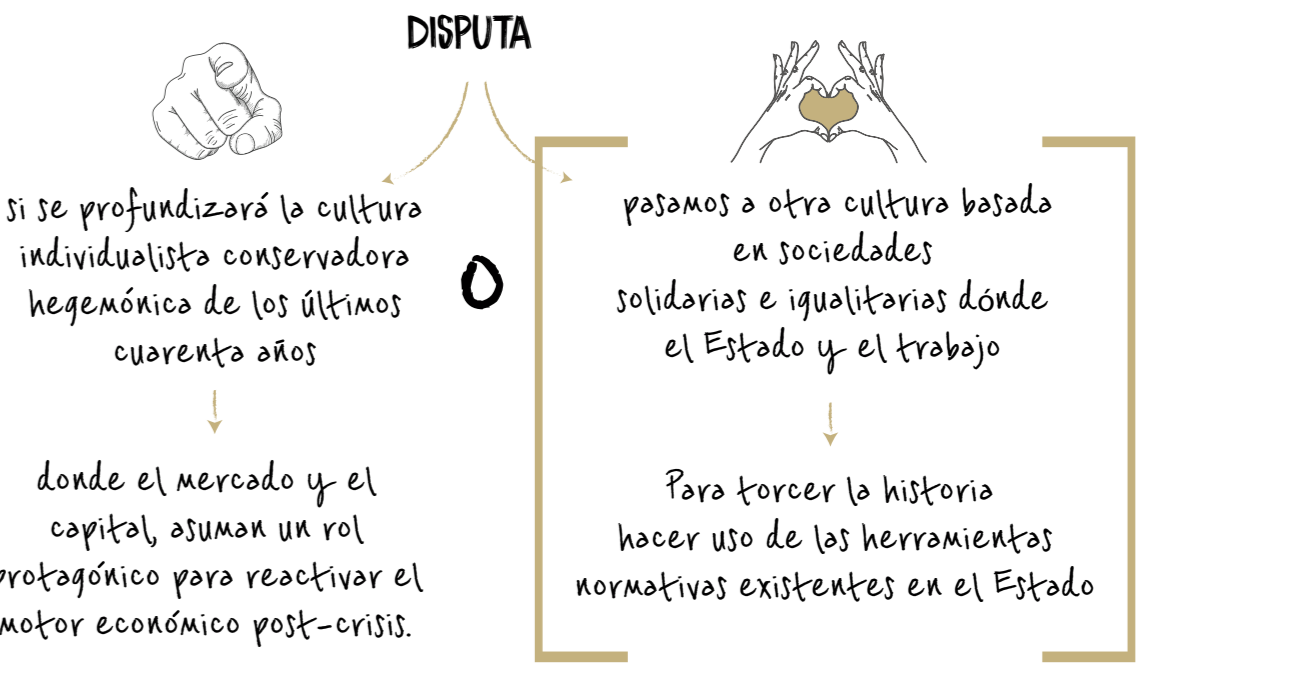 DISPUTA
si se profundizará la cultura
individualista conservadora
hegemónica de los últimos
cuarenta años
donde el mercado y el
capital, asuman un rol
protagónico para reactivar el
motor económico post-crisis.
O
pasamos a otra cultura basada
en sociedades
solidarias e igualitarias dónde
el Estado y el trabajo
Para torcer la historia
hacer uso de las herramientas
normativas existentes en el Estado